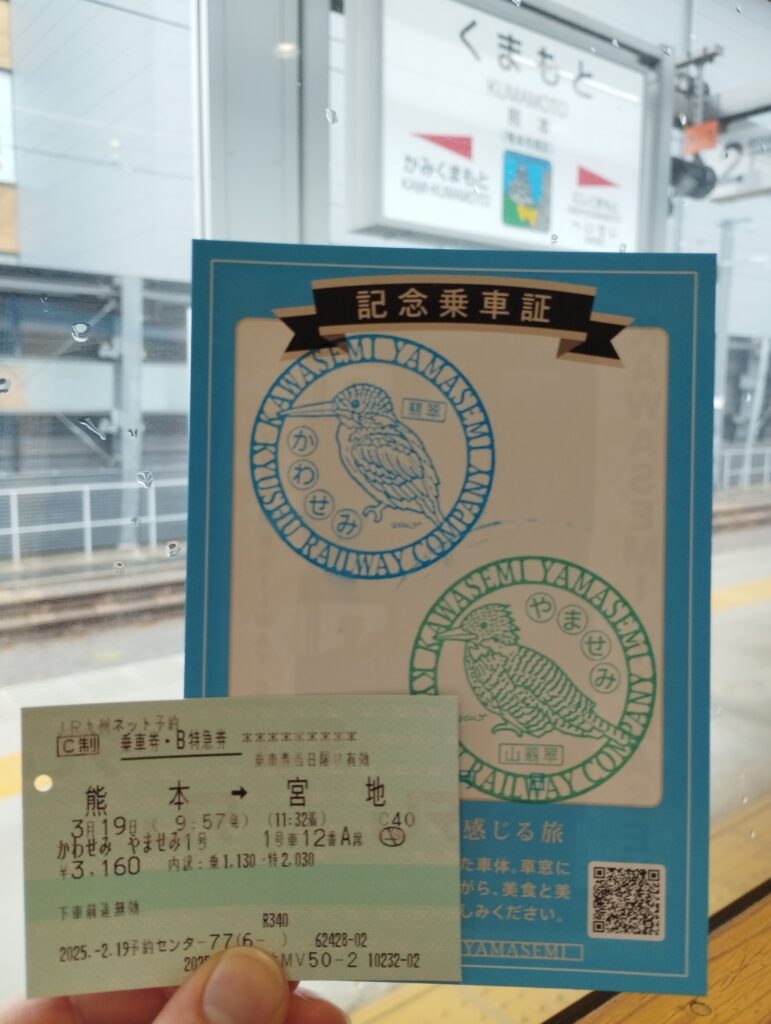 くまもと
KUMAMOTO
熊本
かみくまもと
KAMI-KUMAMOTO
2
記念乗車証
KAWASEMI YAMASEMI
翡翠
かわせみ
KYUSHU RAILWAY COMPANY
KAWASEMI YAMASEMI
やませみ
山翡翠
RAILWAY COMPANY
感じる旅
た車体。車窓に
がら、美食と美
しみください。
YAMASEMI
JR九州ネット予約
C制 乗車券・B特急券 *********
乗車券当日限り有効
熊本 → 宮地
3月19日 ( 9:57発) (11:32着) C40
かわせみ やませみ1号 1号車12番A席
¥3,160 内訳:乗1,130・特2,030
下車前途無効
R340
2025.-2.19予約センター77(6- ) 62428-02
MV50-2 10232-02